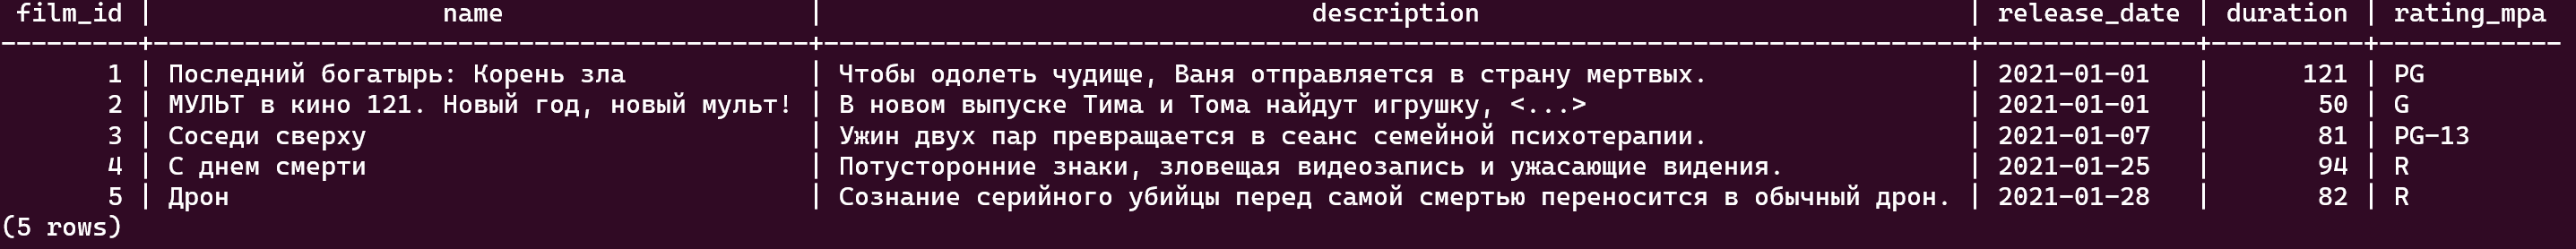 film_id | name | description | release_date | duration | rating_mpa
---------+-------------------------------------------+---------------------------------------------------------------------------+--------------+----------+------------
1 | Последний богатырь: Корень зла | Чтобы одолеть чудище, Ваня отправляется в страну мертвых. | 2021-01-01 | 121 | PG
2 | МУЛЬТ в кино 121. Новый год, новый мульт! | В новом выпуске Тима и Тома найдут игрушку, <...> | 2021-01-01 | 50 | G
3 | Соседи сверху | Ужин двух пар превращается в сеанс семейной психотерапии. | 2021-01-07 | 81 | PG-13
4 | С днем смерти | Потусторонние знаки, зловещая видеозапись и ужасающие видения. | 2021-01-25 | 94 | R
5 | Дрон | Сознание серийного убийцы перед самой смертью переносится в обычный дрон. | 2021-01-28 | 82 | R
(5 rows)